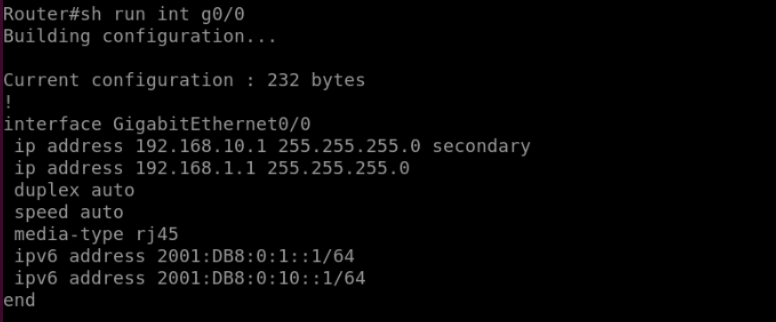 Router#sh run int g0/0
Building configuration...
Current configuration : 232 bytes
!
interface GigabitEthernet0/0
 ip address 192.168.10.1 255.255.255.0 secondary
 ip address 192.168.1.1 255.255.255.0
 duplex auto
 speed auto
 media-type rj45
 ipv6 address 2001:DB8:0:1::1/64
 ipv6 address 2001:DB8:0:10::1/64
end